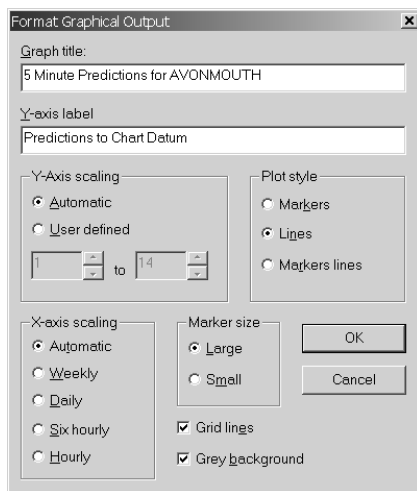 Format Graphical Output
Graph title:
5 Minute Predictions for AVONMOUTH
Y-axis label
Predictions to Chart Datum
Y-Axis scaling
Automatic
User defined
1 to 14
Plot style
Markers
Lines
Markers lines
X-axis scaling
Automatic
Weekly
Daily
Six hourly
Hourly
Marker size
Large
Small
Grid lines
Grey background
OK
Cancel